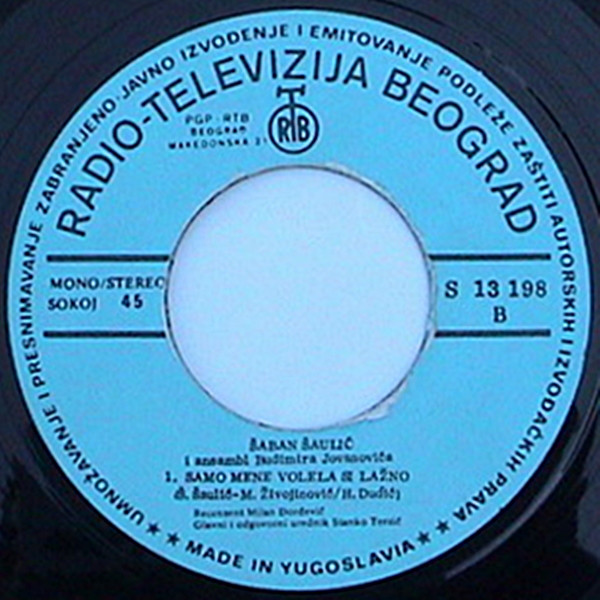 UMNOŽAVANJE I PRESNIMAVANJE ZABRANJENO·JAVNO IZVOĐENJE I EMITOVANJE PODLEŽE ZAŠTITI AUTORSKIH I IZVOĐAČKIH PRAVA
RADIO-TELEVIZIJA BEOGRAD
PGP-RTB
BEOGRAD
MAKEDONSKA 21
RTB
MONO/STEREO
SOKOJ 45
S 13 198
B
ŠABAN ŠAULIĆ
i ansambl Budimira Jovanovića
1. SAMO MENE VOLELA SI LAŽNO
Š. Šaulić-M. Živojinović/H. Dudić)
Recenzent Milan Đorđević
Glavni i odgovorni urednik Stanko Terzić
★★ MADE IN YUGOSLAVIA ★★